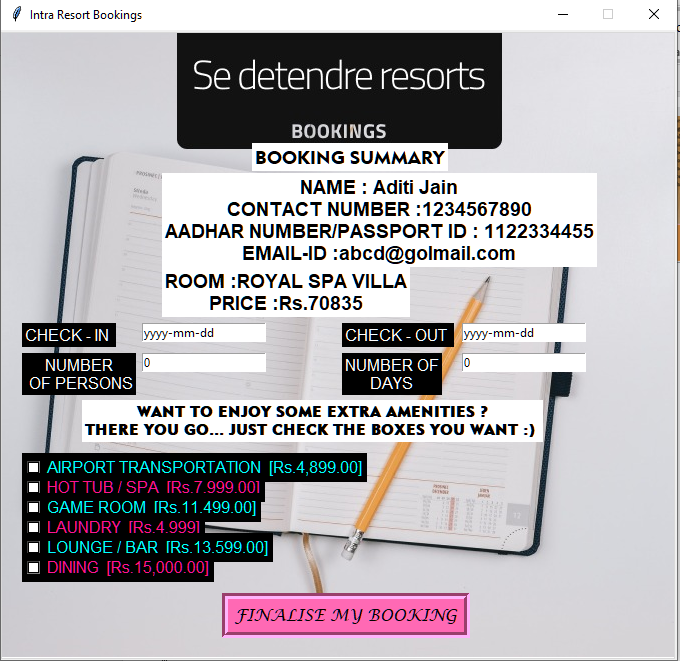 Intra Resort Bookings
Se detendre resorts
BOOKINGS
BOOKING SUMMARY
NAME : Aditi Jain
CONTACT NUMBER :1234567890
AADHAR NUMBER/PASSPORT ID : 1122334455
EMAIL-ID :abcd@golmail.com
ROOM :ROYAL SPA VILLA
PRICE :Rs.70835
CHECK - IN yyyy-mm-dd CHECK - OUT yyyy-mm-dd
NUMBER OF PERSONS 0 NUMBER OF DAYS 0
WANT TO ENJOY SOME EXTRA AMENITIES ?
THERE YOU GO... JUST CHECK THE BOXES YOU WANT :)
AIRPORT TRANSPORTATION [Rs.4,899.00]
HOT TUB / SPA [Rs.7,999.00]
GAME ROOM [Rs.11,499.00]
LAUNDRY [Rs.4,999]
LOUNGE / BAR [Rs.13,599.00]
DINING [Rs.15,000.00]
FINALISE MY BOOKING